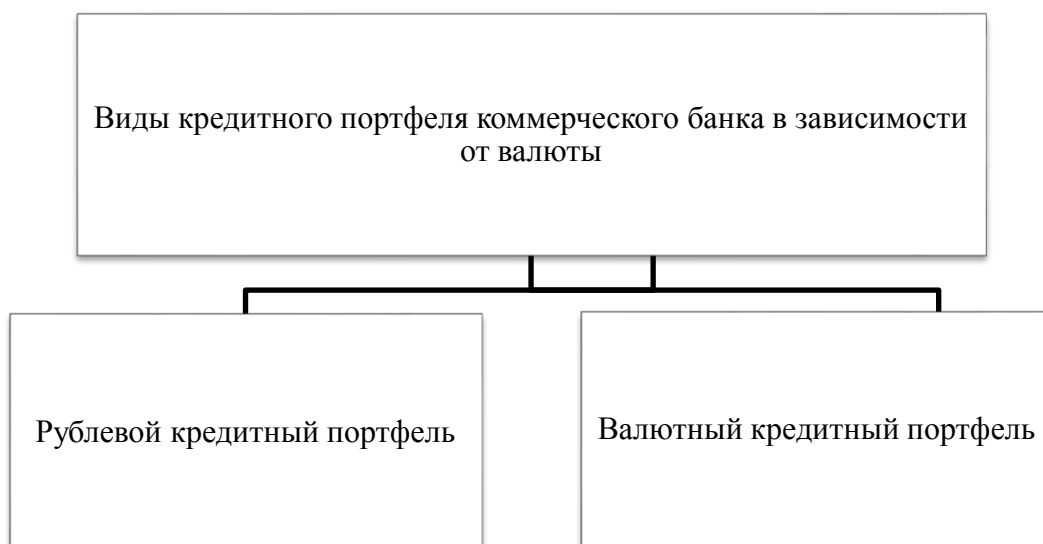 Виды кредитного портфеля коммерческого банка в зависимости
от валюты
Рублевой кредитный портфель
Валютный кредитный портфель